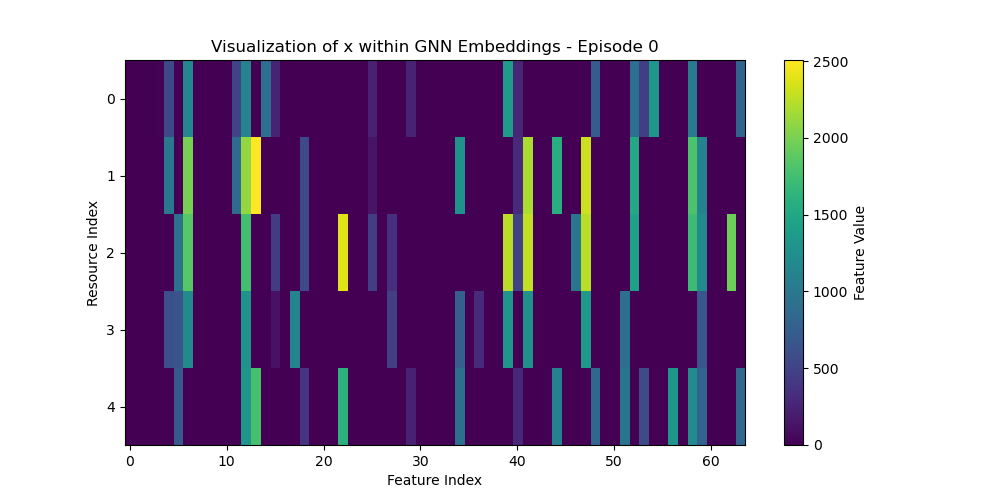 Visualization of x within GNN Embeddings - Episode 0
Resource Index
0
1
2
3
4
0 10 20 30 40 50 60
Feature Index
2500
2000
1500
1000
500
0
Feature Value